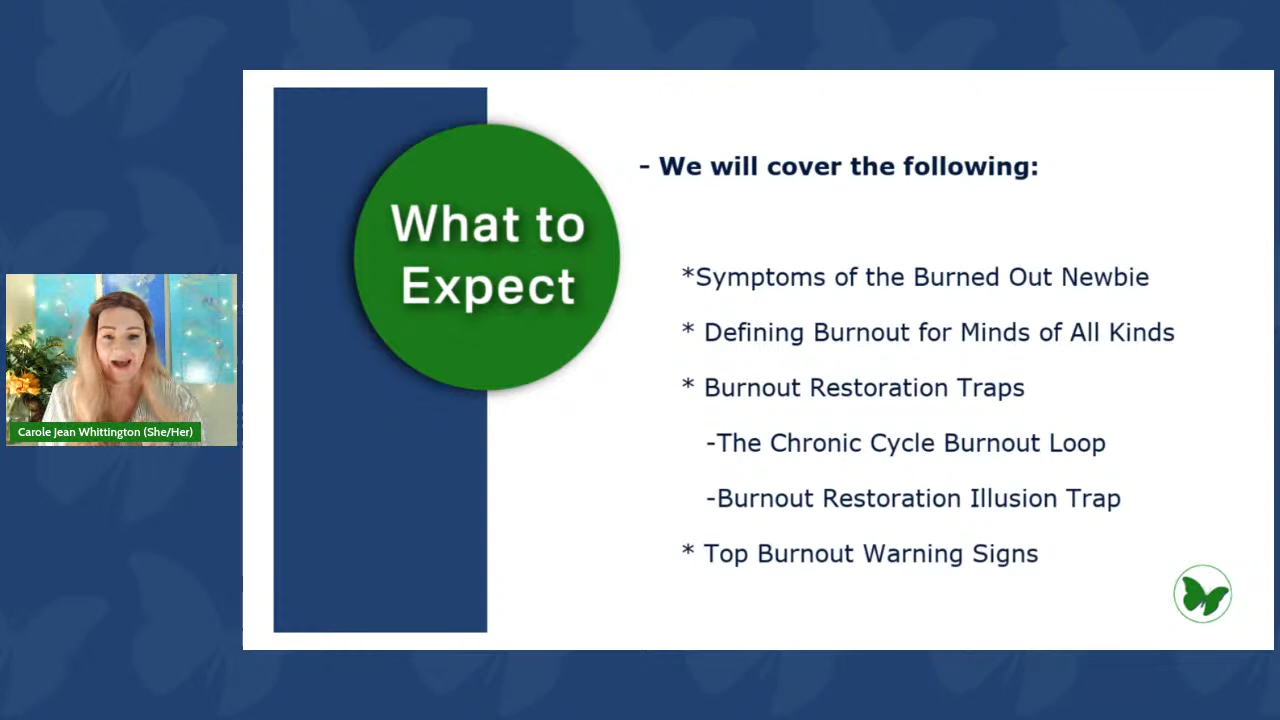 What to
Expect
- We will cover the following:
*Symptoms of the Burned Out Newbie
* Defining Burnout for Minds of All Kinds
* Burnout Restoration Traps
-The Chronic Cycle Burnout Loop
-Burnout Restoration Illusion Trap
* Top Burnout Warning Signs
Carole Jean Whittington (She/Her)